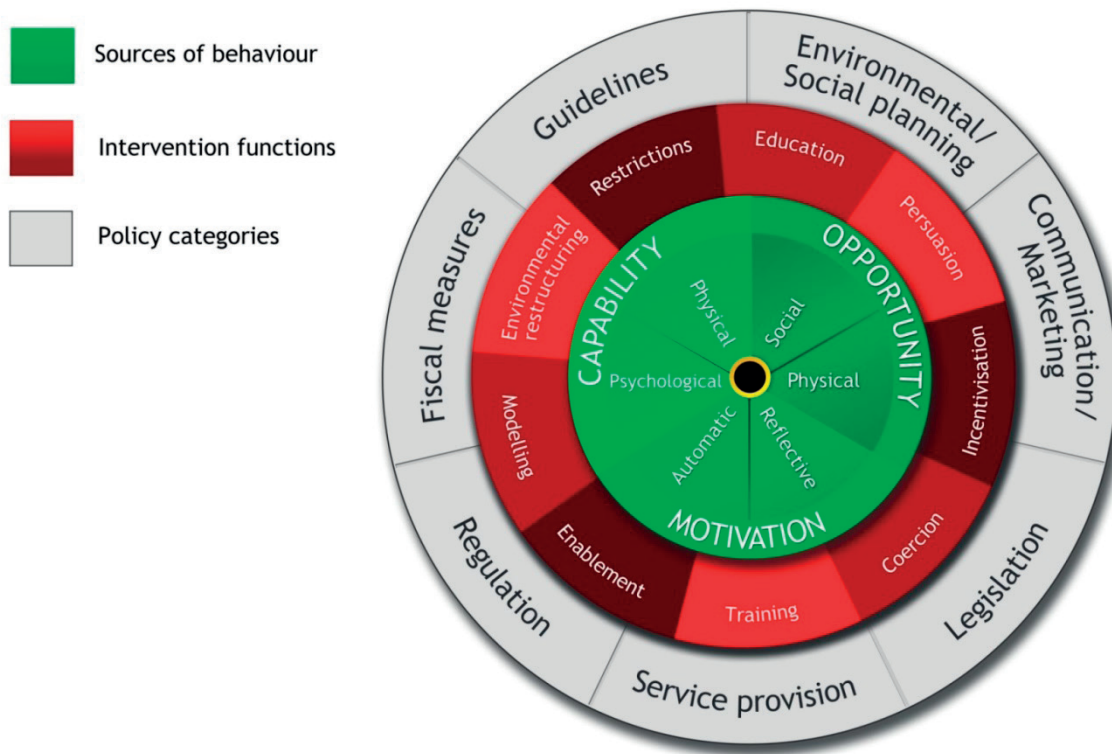 Sources of behaviour
Intervention functions
Policy categories
Guidelines
Environmental/
Social planning
Communication/
Marketing
Legislation
Service provision
Regulation
Fiscal measures
Restrictions
Education
Persuasion
Incentivisation
Coercion
Training
Enablement
Modelling
Environmental
restructuring
CAPABILITY
OPPORTUNITY
MOTIVATION
Physical
Social
Psychological
Physical
Automatic
Reflective